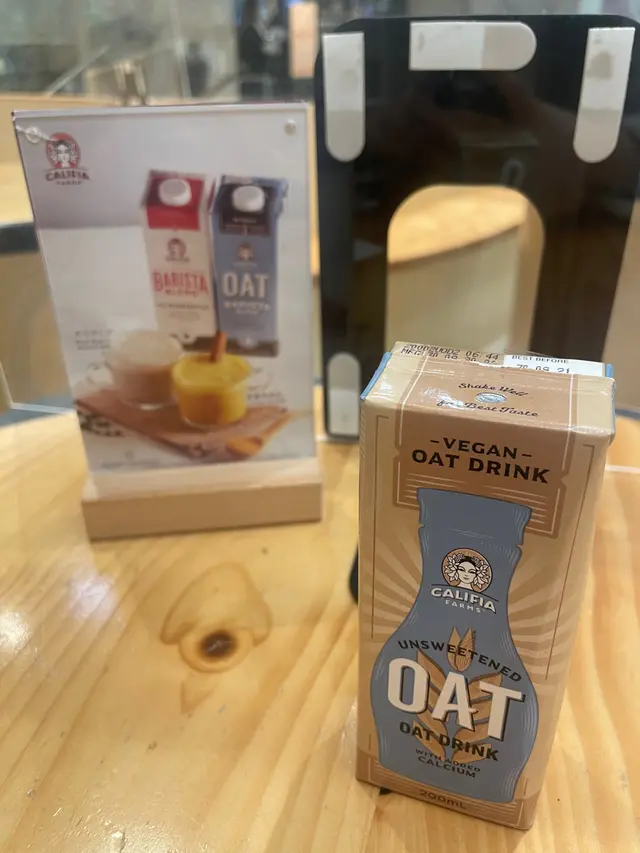 CALIFIA
FARMS
BARISTA
BLEND
OAT
BARISTA
BEST BEFORE
Shake Well
for Best Taste
-VEGAN-
OAT DRINK
CALIFIA
FARMS
UNSWEETENED
OAT
OAT DRINK
WITH ADDED
CALCIUM
200mL